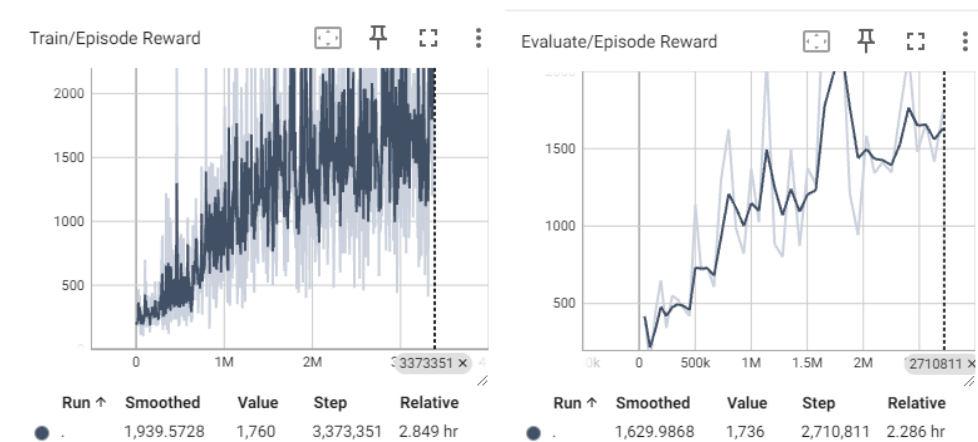 Train/Episode Reward
2000
1500
1000
500
0
1M
2M
3373351 ×
Run ↑ Smoothed Value Step Relative
. 1,939.5728 1,760 3,373,351 2.849 hr
Evaluate/Episode Reward
1500
1000
500
0k
0
500k
1M
1.5M
2M
2710811 ×
Run ↑ Smoothed Value Step Relative
. 1,629.9868 1,736 2,710,811 2.286 hr